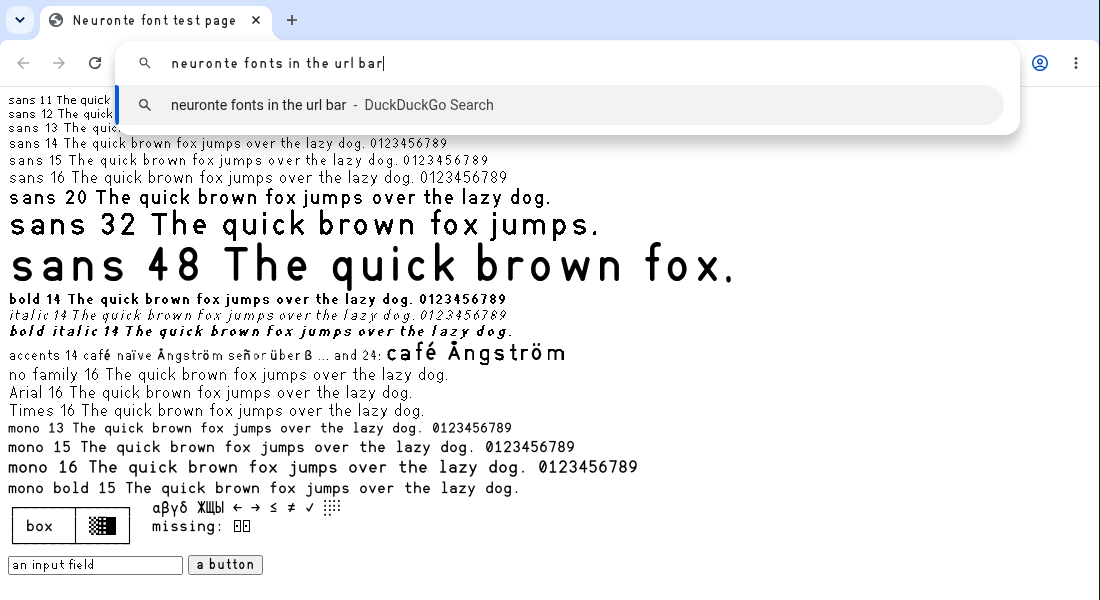 Neuronte font test page
neuronte fonts in the url bar
neuronte fonts in the url bar - DuckDuckGo Search
sans 11 The quick
sans 12 The quick
sans 13 The quic
sans 14 The quick brown fox jumps over the lazy dog. 0123456789
sans 15 The quick brown fox jumps over the lazy dog. 0123456789
sans 16 The quick brown fox jumps over the lazy dog. 0123456789
sans 20 The quick brown fox jumps over the lazy dog.
sans 32 The quick brown fox jumps.
sans 48 The quick brown fox.
bold 14 The quick brown fox jumps over the lazy dog. 0123456789
italic 14 The quick brown fox jumps over the lazy dog. 0123456789
bold italic 14 The quick brown fox jumps over the lazy dog.
accents 14 café naïve Ångström señor über ß ... and 24: café Ångström
no family 16 The quick brown fox jumps over the lazy dog.
Arial 16 The quick brown fox jumps over the lazy dog.
Times 16 The quick brown fox jumps over the lazy dog.
mono 13 The quick brown fox jumps over the lazy dog. 0123456789
mono 15 The quick brown fox jumps over the lazy dog. 0123456789
mono 16 The quick brown fox jumps over the lazy dog. 0123456789
mono bold 15 The quick brown fox jumps over the lazy dog.
αβγδ ЖЩЫ ← → ≤ ≠ ✓ ░░
box ▒▓█ missing:
an input field a button